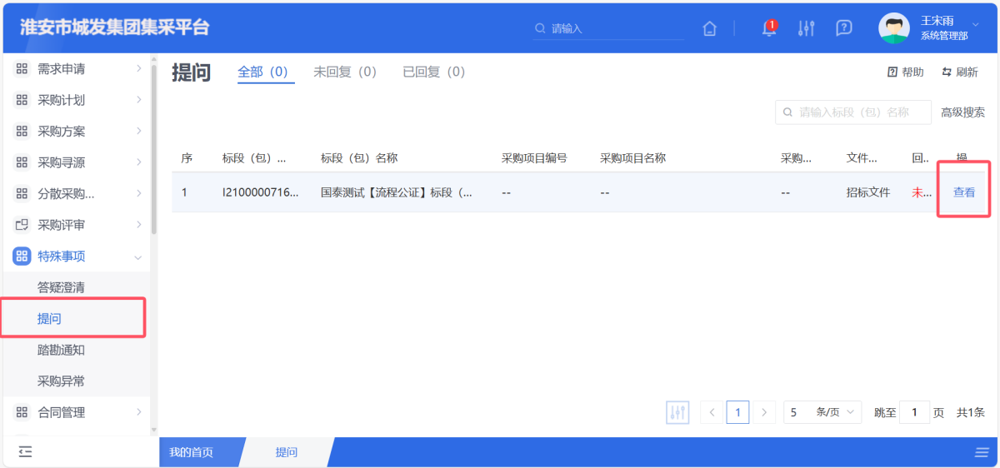 淮安市城发集团集采平台
请输入
1
王宋雨
系统管理部
需求申请
采购计划
采购方案
采购寻源
分散采购...
采购评审
特殊事项
答疑澄清
提问
踏勘通知
采购异常
合同管理
提问
全部（0）
未回复（0）
已回复（0）
帮助
刷新
请输入标段（包）名称
高级搜索
序 标段（包）... 标段（包）名称 采购项目编号 采购项目名称 采购... 文件... 回.. 操
1 I2100000716... 国泰测试【流程公证】标段（... -- -- -- 招标文件 未... 查看
1
5 条/页
跳至 1 页 共1条
我的首页
提问